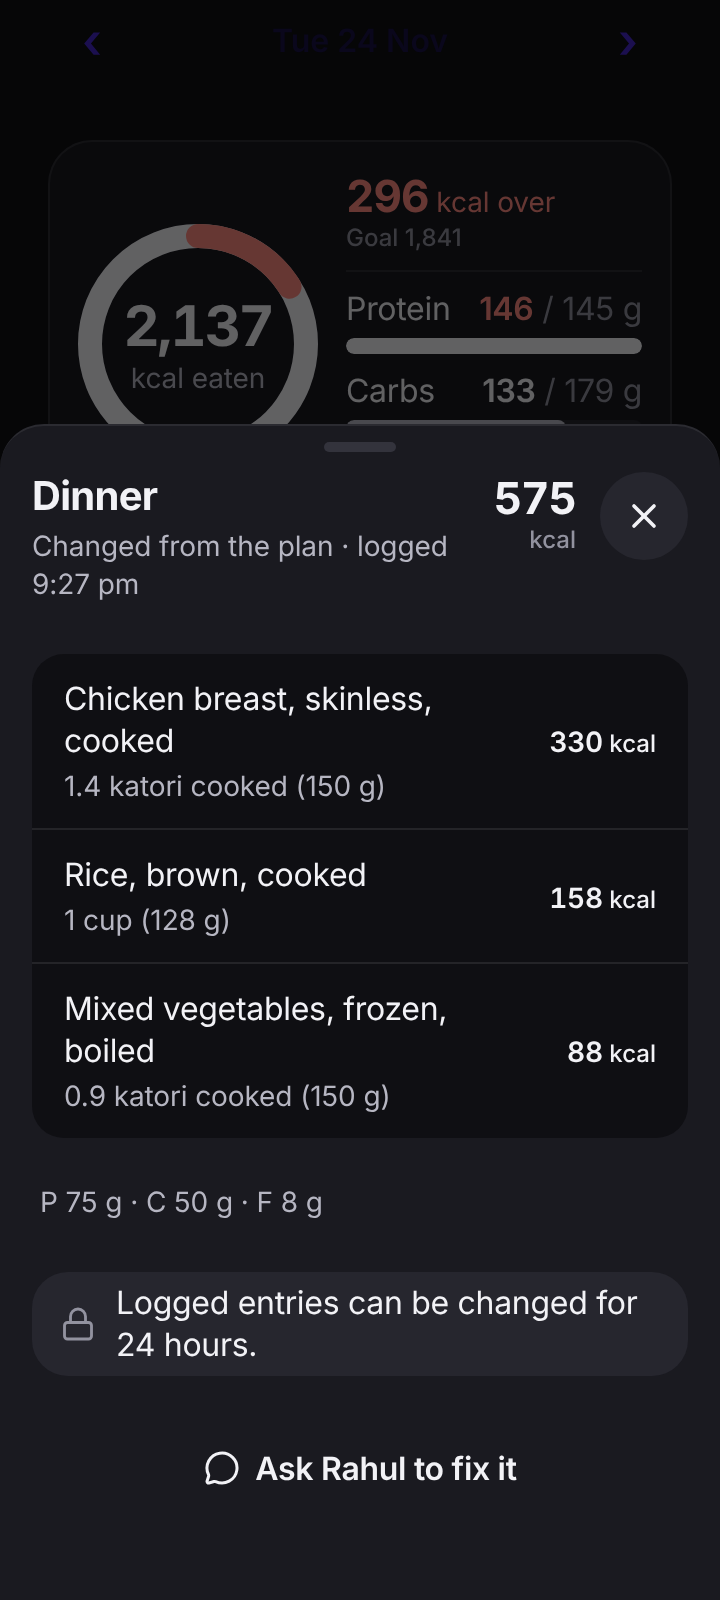 Tue 24 Nov
296 kcal over
Goal 1,841
2,137
kcal eaten
Protein 146 / 145 g
Carbs 133 / 179 g
Dinner
575
kcal
Changed from the plan · logged
9:27 pm
Chicken breast, skinless,
cooked
330 kcal
1.4 katori cooked (150 g)
Rice, brown, cooked
158 kcal
1 cup (128 g)
Mixed vegetables, frozen,
boiled
88 kcal
0.9 katori cooked (150 g)
P 75 g · C 50 g · F 8 g
Logged entries can be changed for
24 hours.
Ask Rahul to fix it